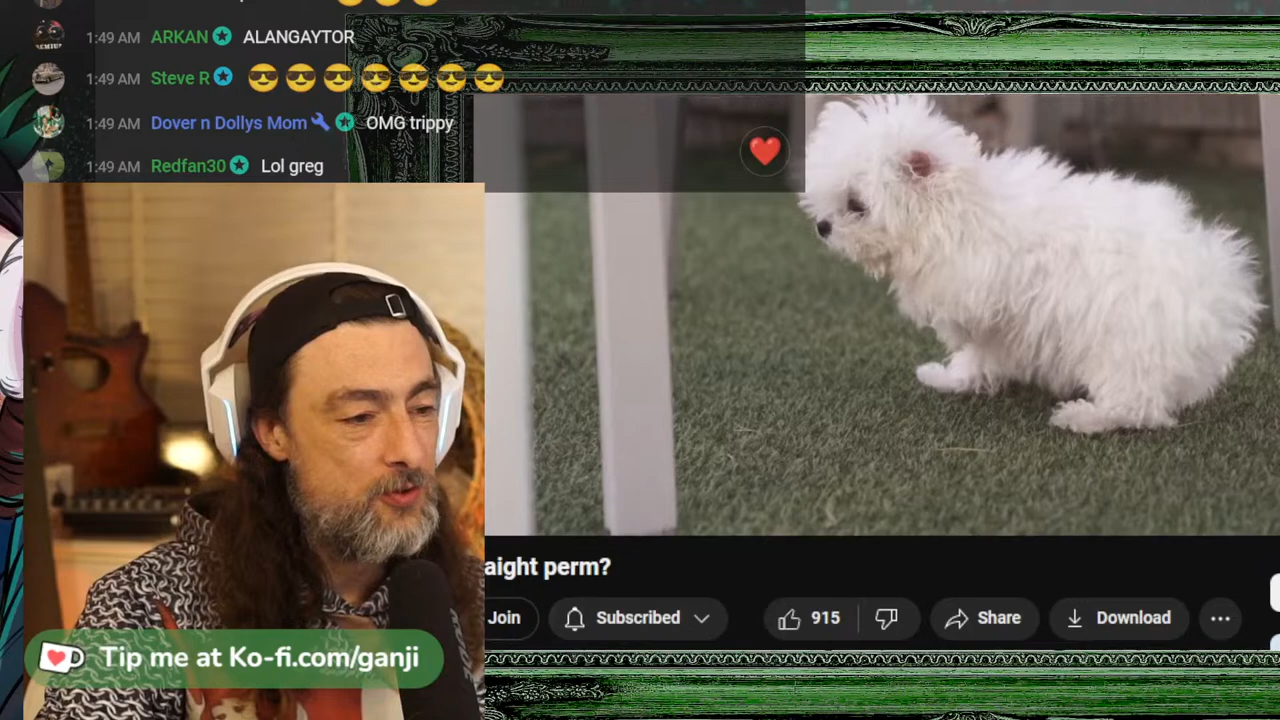 1:49 AM ARKAN ALANGAYTOR
1:49 AM Steve R 😎😎😎😎😎😎😎
1:49 AM Dover n Dollys Mom OMG trippy
1:49 AM Redfan30 Lol greg
aight perm?
Join
Subscribed
915
Share
Download
Tip me at Ko-fi.com/ganji